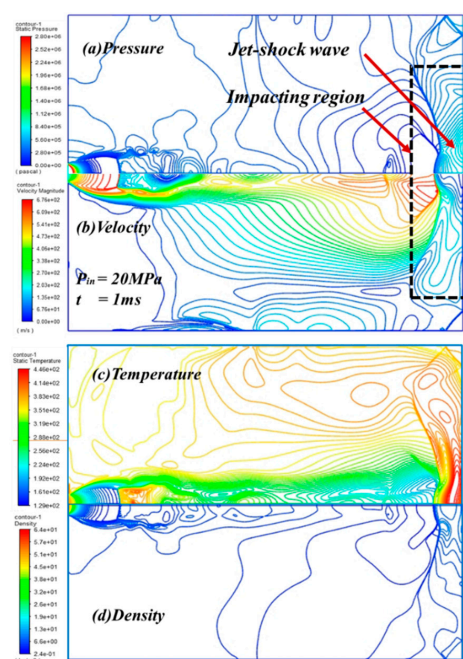 contour-1
Static Pressure
2.80e+06
2.52e+06
2.24e+06
1.96e+06
1.68e+06
1.40e+06
1.12e+06
8.40e+05
5.60e+05
2.80e+05
0.00e+00
( pascal )
(a)Pressure
Jet-shock wave
Impacting region
contour-1
Velocity Magnitude
6.76e+02
6.08e+02
5.41e+02
4.73e+02
4.06e+02
3.38e+02
2.70e+02
2.03e+02
1.35e+02
6.76e+01
0.00e+00
( m/s )
(b)Velocity
Pin = 20MPa
t = 1ms
contour-1
Static Temperature
4.46e+02
4.14e+02
3.83e+02
3.51e+02
3.19e+02
2.88e+02
2.56e+02
2.24e+02
1.92e+02
1.61e+02
1.29e+02
(c)Temperature
contour-1
Density
6.4e+01
5.7e+01
5.1e+01
4.5e+01
3.8e+01
3.2e+01
2.6e+01
1.9e+01
1.3e+01
6.6e+00
2.4e-01
(d)Density